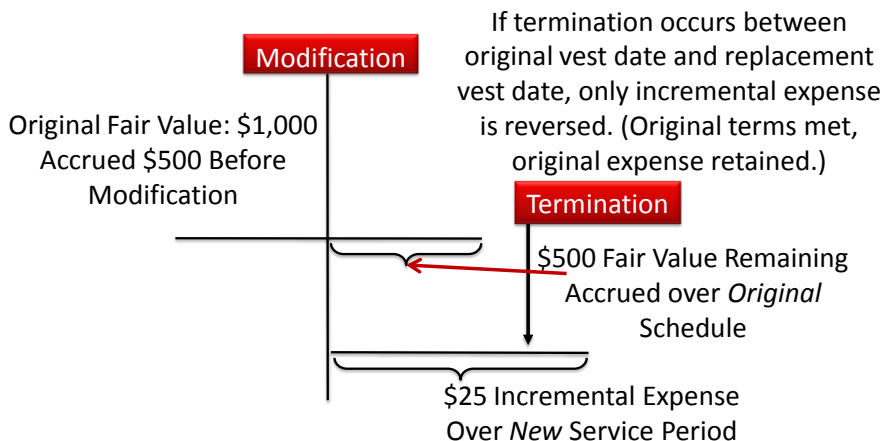 Modification
If termination occurs between
original vest date and replacement
vest date, only incremental expense
is reversed. (Original terms met,
original expense retained.)
Original Fair Value: $1,000
Accrued $500 Before
Modification
Termination
$500 Fair Value Remaining
Accrued over Original
Schedule
$25 Incremental Expense
Over New Service Period